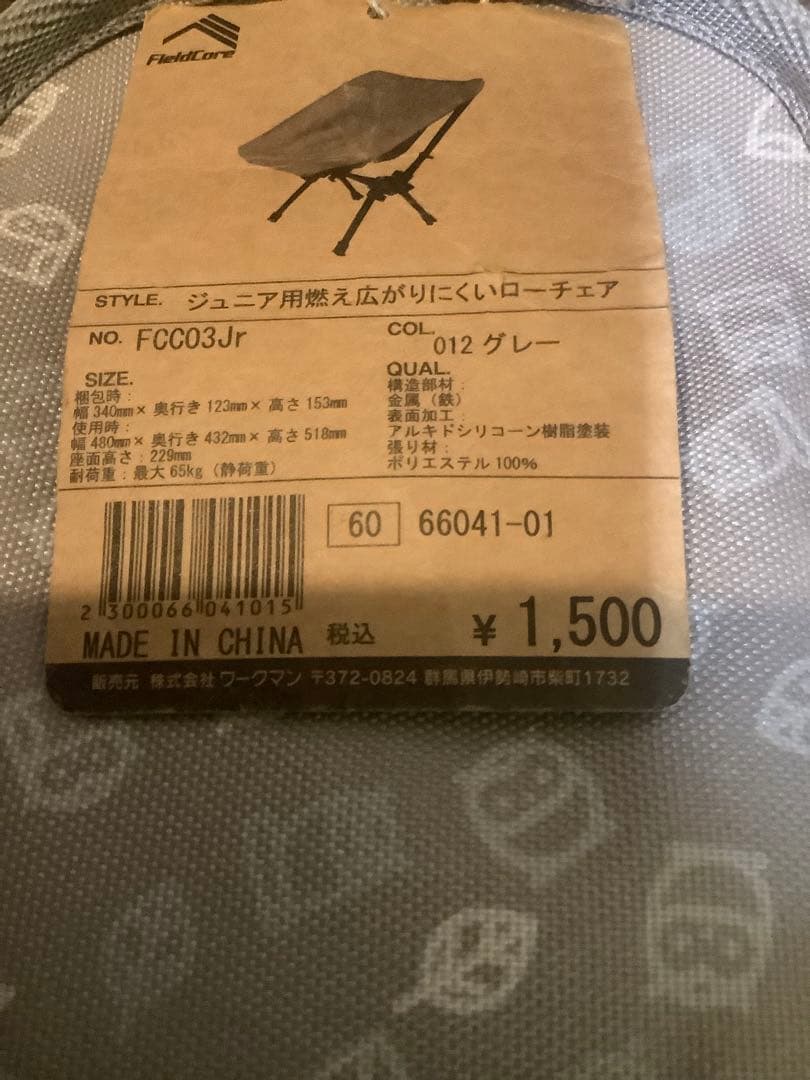 FieldCore
STYLE. ジュニア用燃え広がりにくいローチェア
NO. FCC03Jr
COL. 012 グレー
SIZE.
梱包時：
幅 340mm× 奥行き 123mm× 高さ 153mm
使用時：
幅 480mm× 奥行き 432mm× 高さ 518mm
座面高さ：229mm
耐荷重：最大 65kg（静荷重）
QUAL.
構造部材：
金属（鉄）
表面加工：
アルキドシリコーン樹脂塗装
張り材：
ポリエステル 100%
60 66041-01
2 300066 041015
MADE IN CHINA 税込 ¥ 1,500
販売元 株式会社 ワークマン 〒372-0824 群馬県伊勢崎市柴町1732